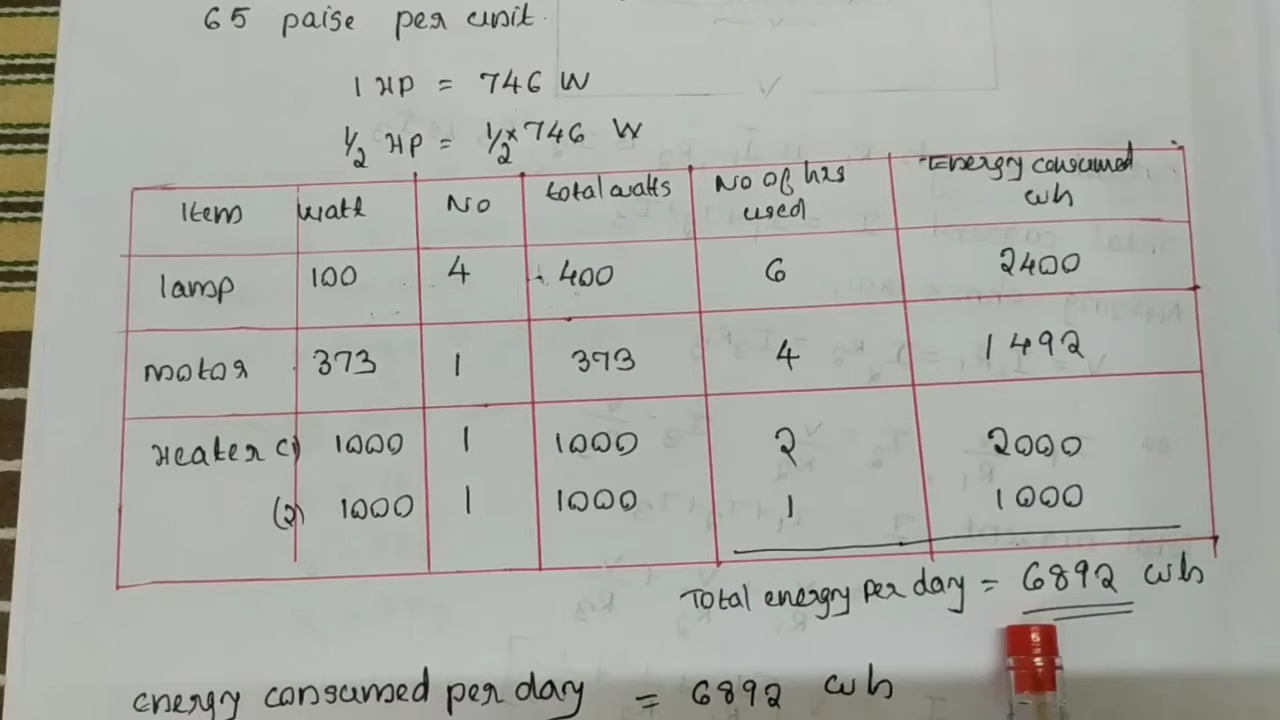 65 paise per unit.
1 HP = 746 W
1/2 HP = 1/2 x 746 W
Item watt No total watts No of hrs used Energy consumed wh
lamp 100 4 400 6 2400
motor 373 1 373 4 1492
Heater (1) 1000 1 1000 2 2000
(2) 1000 1 1000 1 1000
Total energy per day = 6892 wh
energy consumed per day = 6892 wh